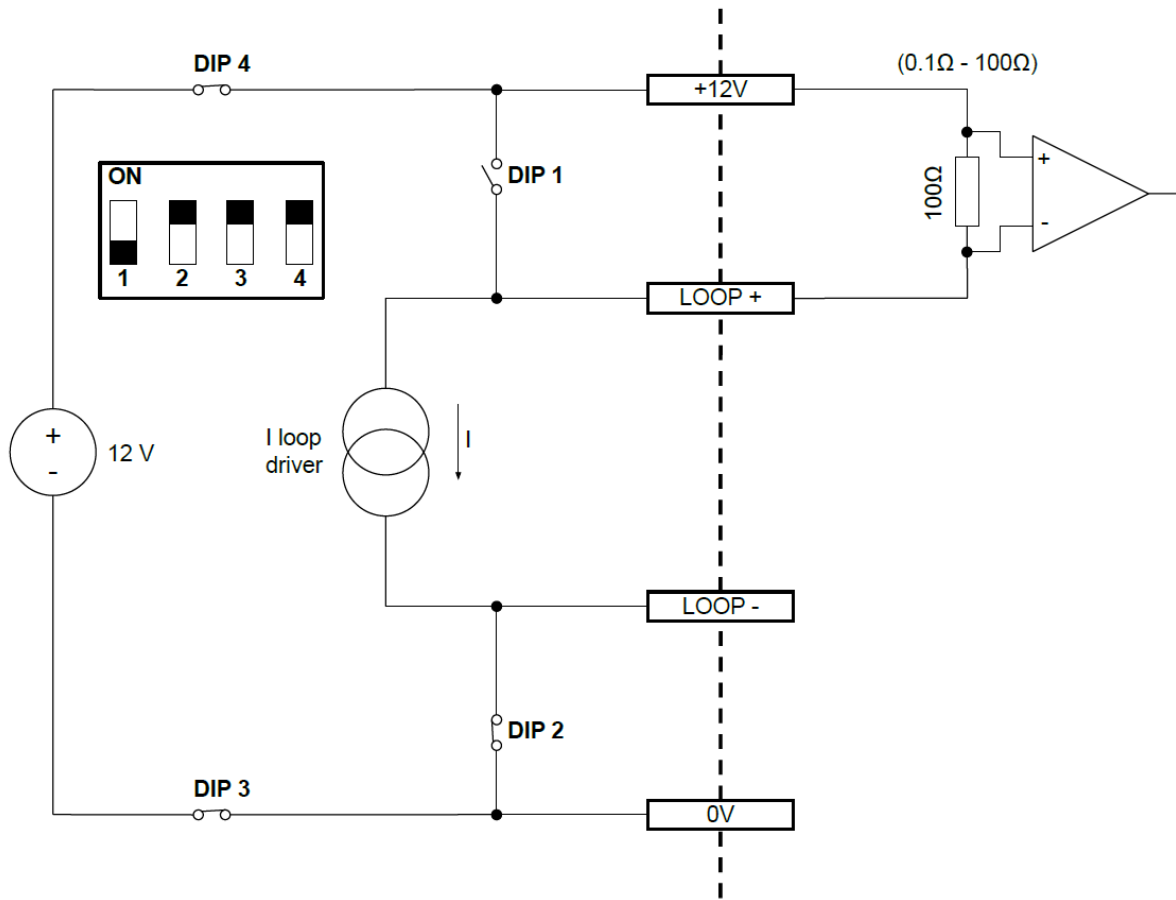 DIP 4
(0.1Ω - 100Ω)
+12V
ON
1 2 3 4
DIP 1
100Ω
+
-
LOOP +
+
-
12 V
I loop
driver
I
LOOP -
DIP 2
DIP 3
0V